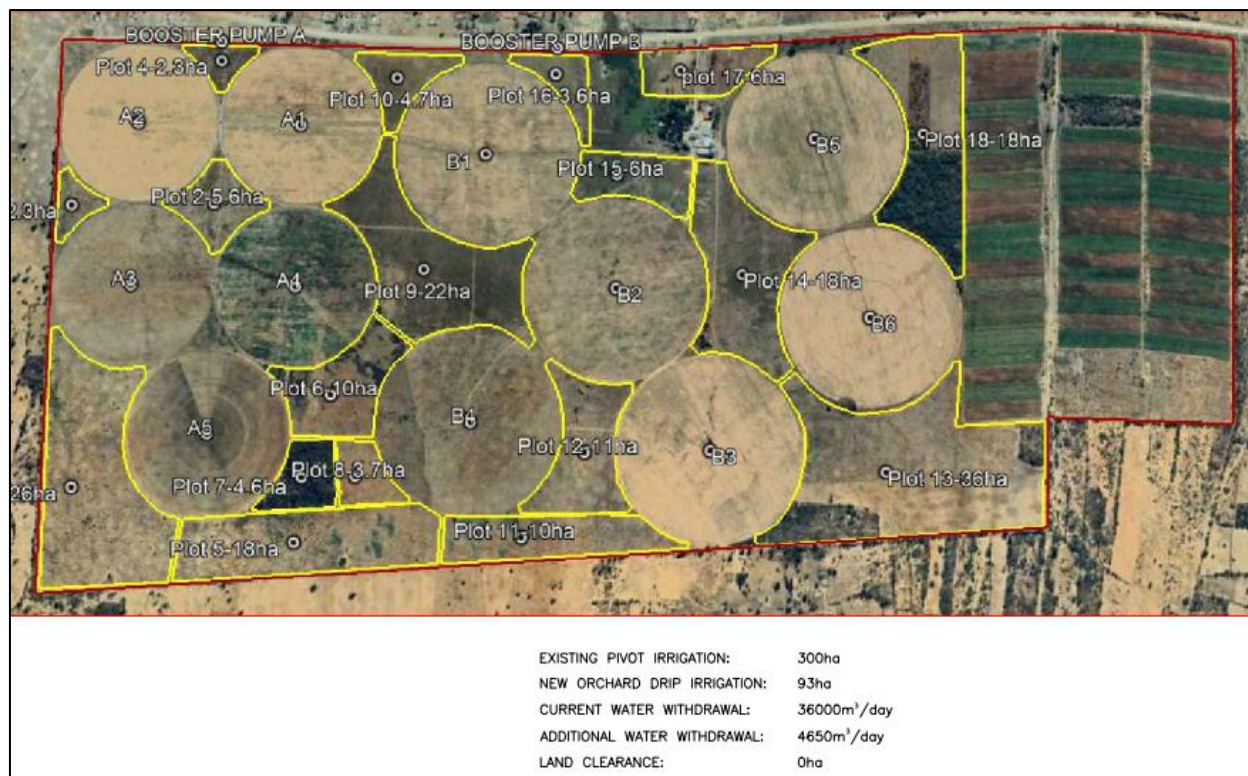 BOOSTER PUMP A
BOOSTER PUMP B
Plot 4-2.3ha
plot 17-6ha
Plot 10-4.7ha
Plot 16-3.6ha
A2
A1
B5
Plot 18-18ha
B1
Plot 15-6ha
2.3ha
Plot 2-5.6ha
A3
A4
Plot 9-22ha
B2
Plot 14-18ha
B6
Plot 6-10ha
A5
B4
Plot 12-11ha
B3
Plot 7-4.6ha
Plot 8-3.7ha
Plot 13-36ha
26ha
Plot 5-18ha
Plot 11-10ha
EXISTING PIVOT IRRIGATION: 300ha
NEW ORCHARD DRIP IRRIGATION: 93ha
CURRENT WATER WITHDRAWAL: 36000m³/day
ADDITIONAL WATER WITHDRAWAL: 4650m³/day
LAND CLEARANCE: 0ha